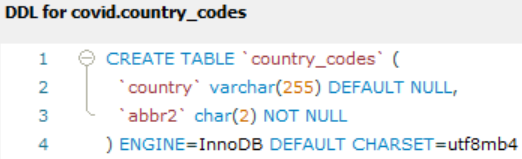 DDL for covid.country_codes
1 CREATE TABLE `country_codes` (
2 `country` varchar(255) DEFAULT NULL,
3 `abbr2` char(2) NOT NULL
4 ) ENGINE=InnoDB DEFAULT CHARSET=utf8mb4